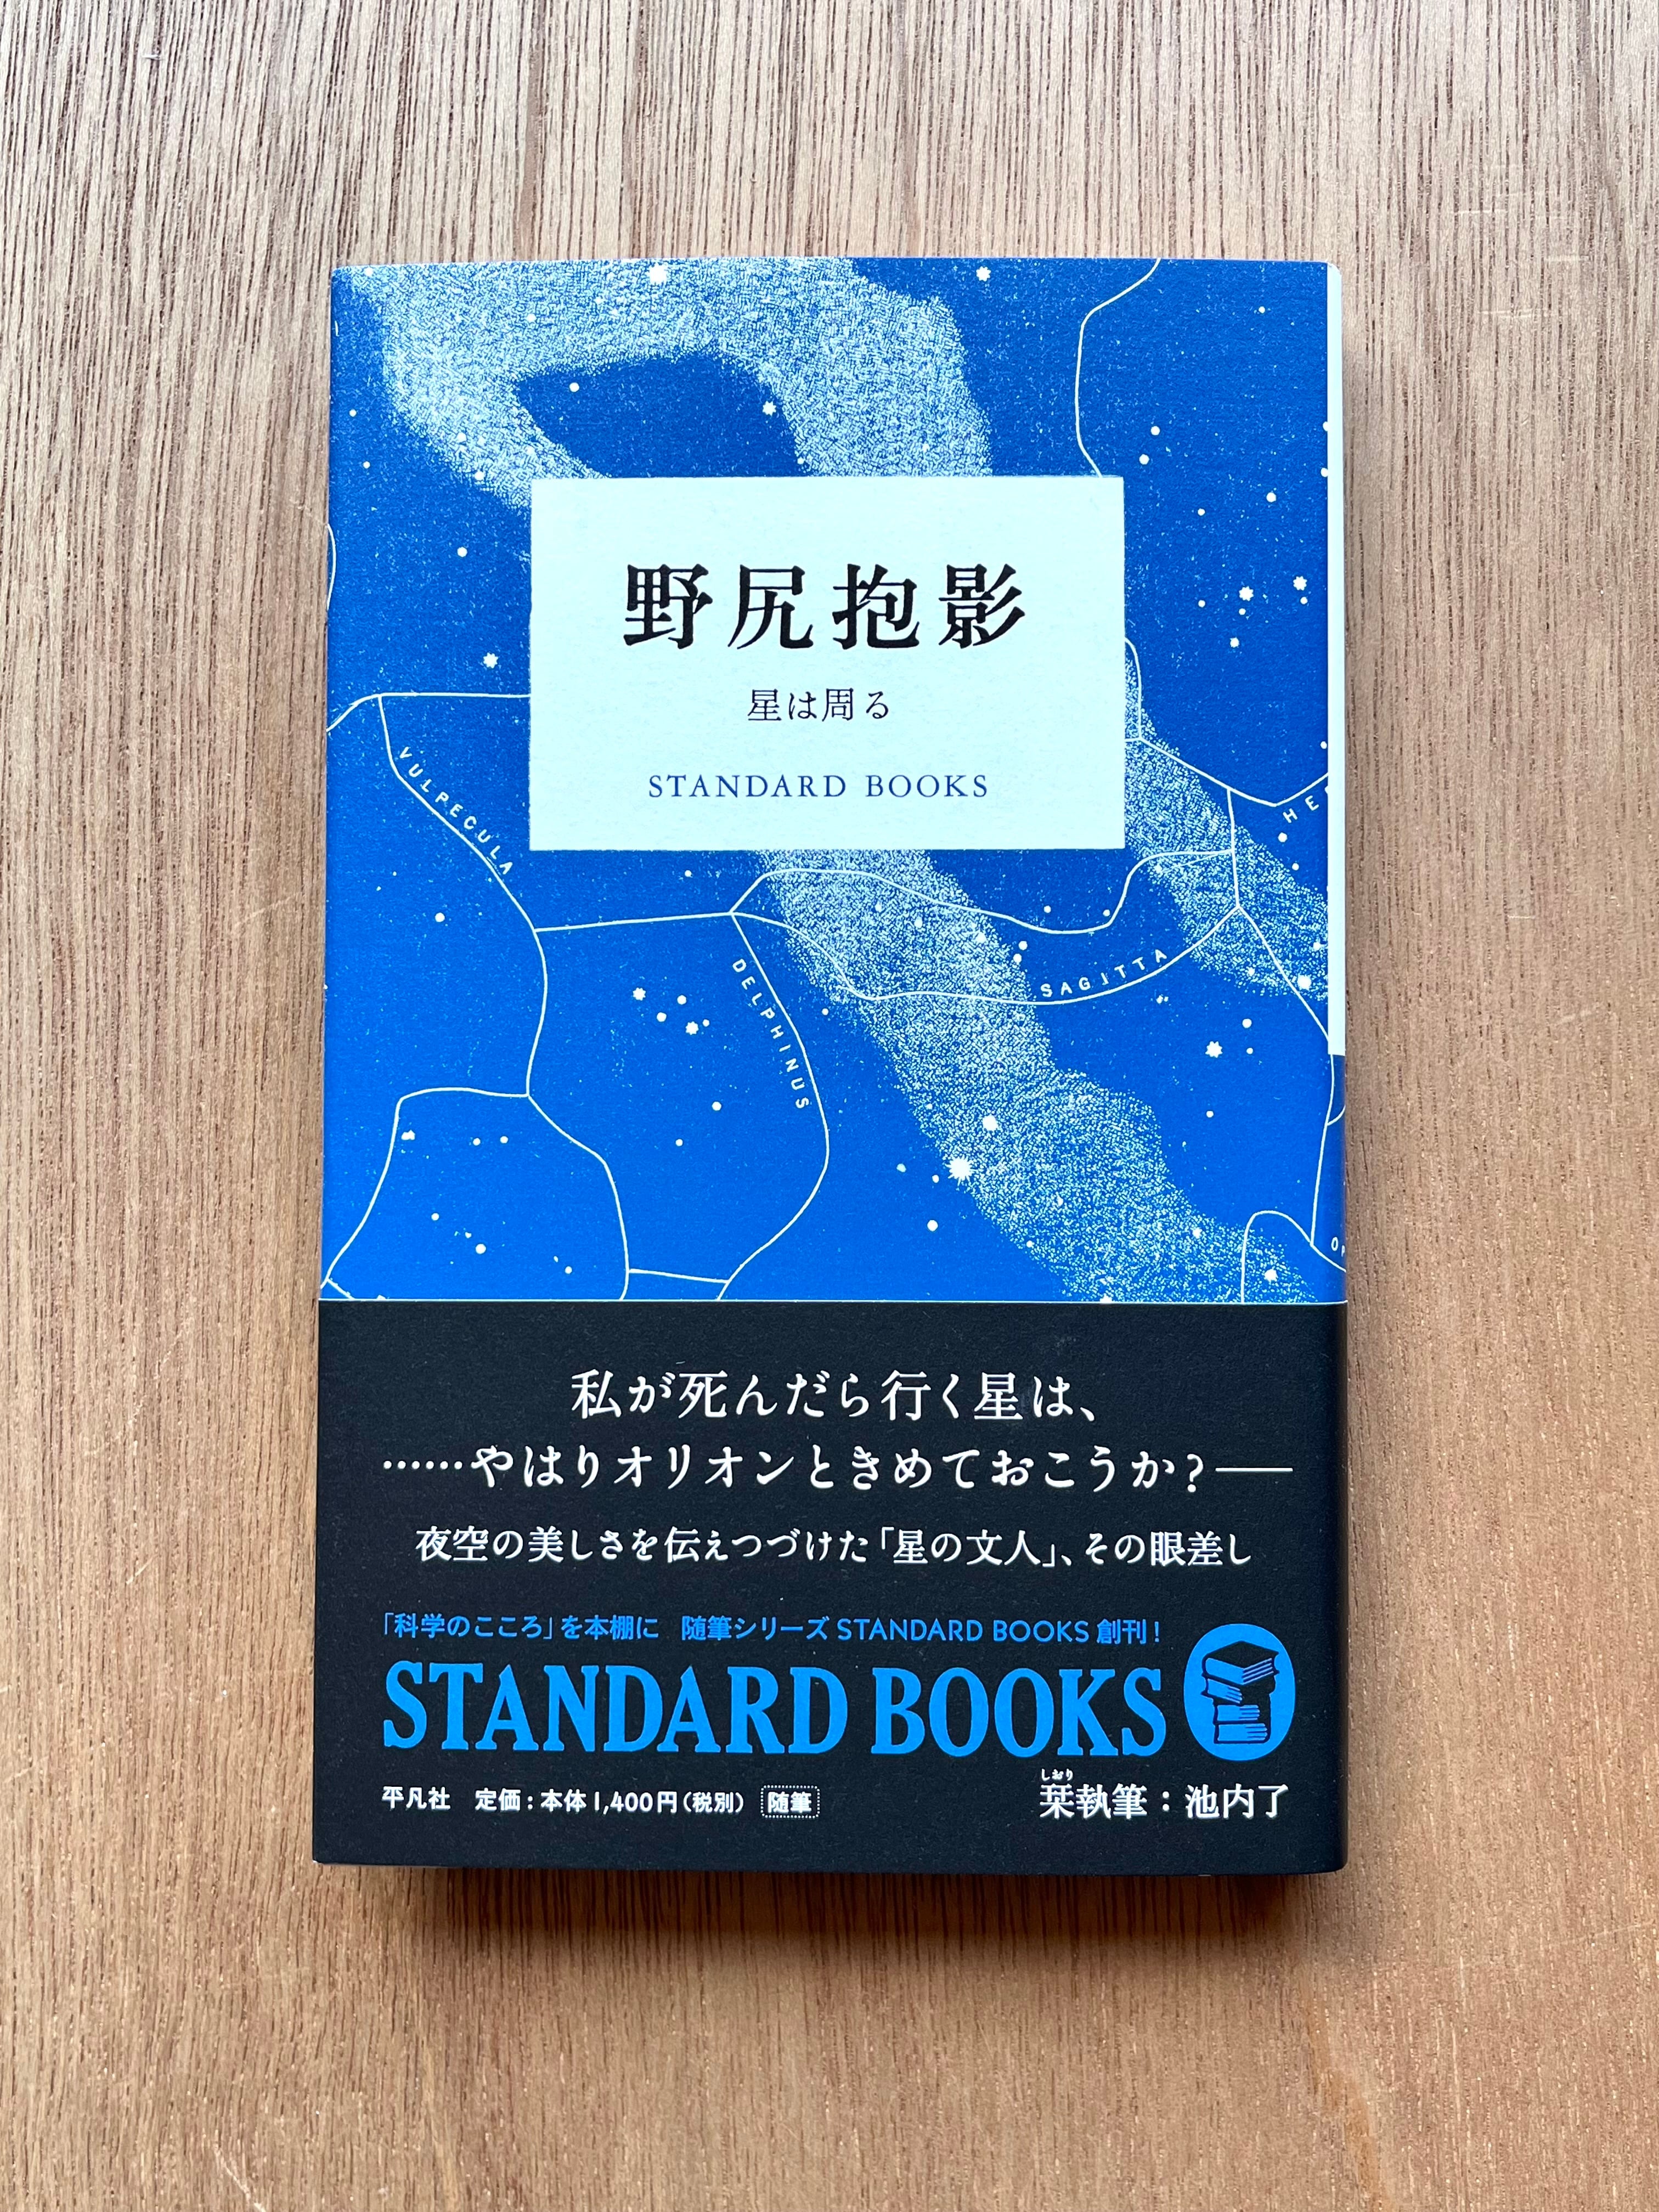 野尻抱影
星は周る
STANDARD BOOKS
VULPECULA
HE
DELPHINUS
SAGITTA
OP
私が死んだら行く星は、
……やはりオリオンときめておこうか?——
夜空の美しさを伝えつづけた「星の文人」、その眼差し
「科学のこころ」を本棚に 随筆シリーズ STANDARD BOOKS 創刊!
STANDARD BOOKS
しおり
平凡社 定価:本体1,400円(税別) 随筆 栞執筆:池内了